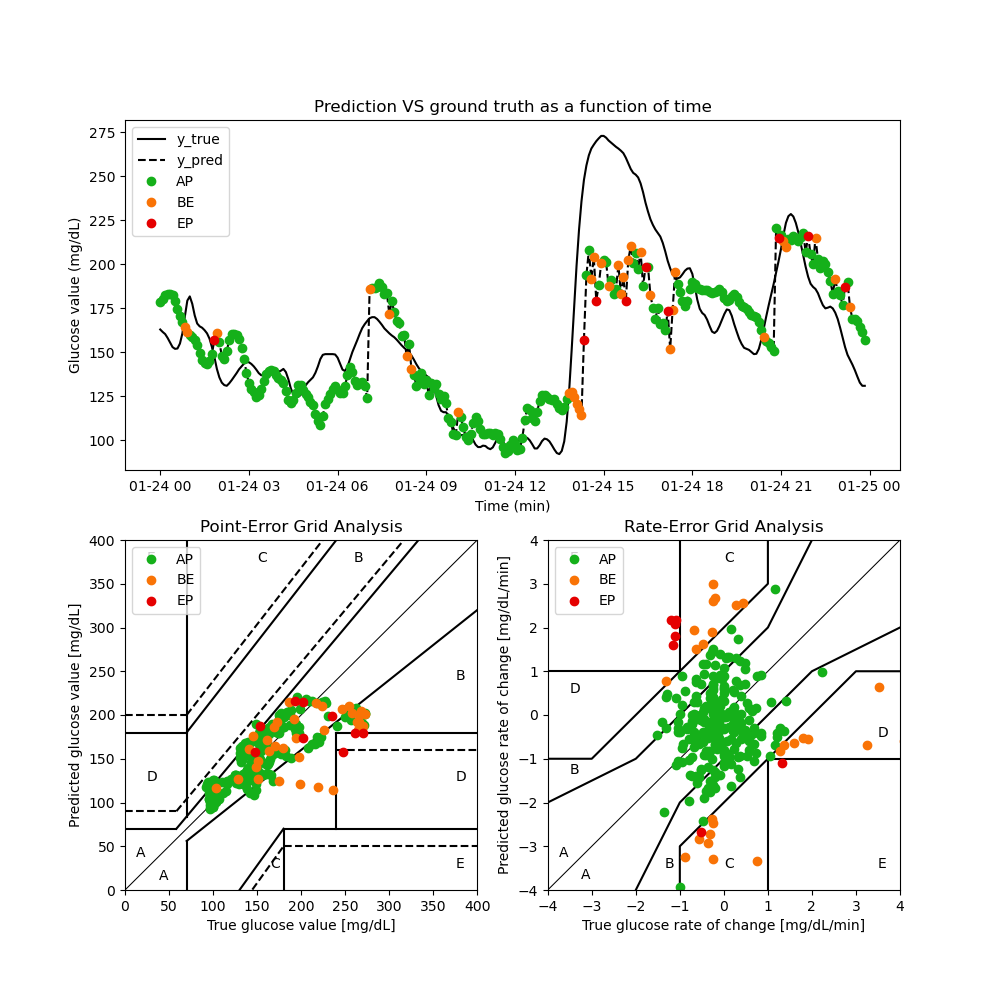 Prediction VS ground truth as a function of time
Glucose value (mg/dL)
275
250
225
200
175
150
125
100
y_true
y_pred
AP
BE
EP
01-24 00 01-24 03 01-24 06 01-24 09 01-24 12 01-24 15 01-24 18 01-24 21 01-25 00
Time (min)
Point-Error Grid Analysis
Predicted glucose value [mg/dL]
400
350
300
250
200
150
100
50
0
AP
BE
EP
C
B
B
D
D
A
A
C
E
0 50 100 150 200 250 300 350 400
True glucose value [mg/dL]
Rate-Error Grid Analysis
Predicted glucose rate of change [mg/dL/min]
4
3
2
1
0
−1
−2
−3
−4
AP
BE
EP
C
D
D
B
A
A
B
C
E
−4 −3 −2 −1 0 1 2 3 4
True glucose rate of change [mg/dL/min]